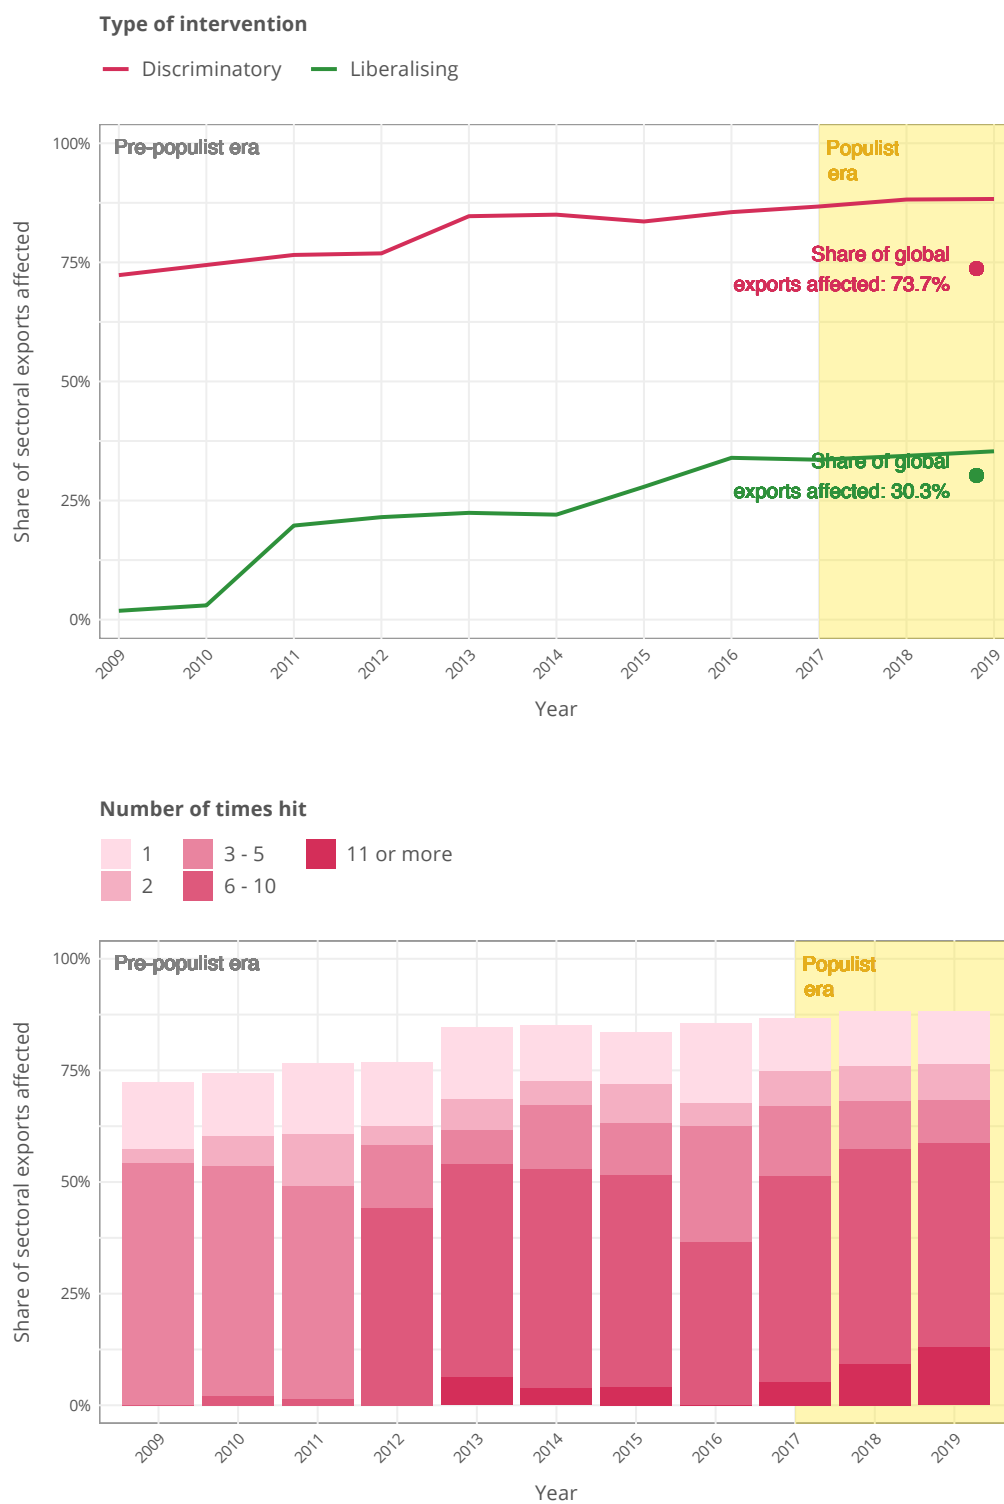 Type of intervention
Discriminatory Liberalising
100%
Pre-populist era
Populist
era
75%
Share of global
exports affected: 73.7%
50%
Share of global
exports affected: 30.3%
25%
0%
Share of sectoral exports affected
2009 2010 2011 2012 2013 2014 2015 2016 2017 2018 2019
Year
Number of times hit
1 3 - 5 11 or more
2 6 - 10
100%
Pre-populist era
Populist
era
75%
50%
25%
0%
Share of sectoral exports affected
2009 2010 2011 2012 2013 2014 2015 2016 2017 2018 2019
Year